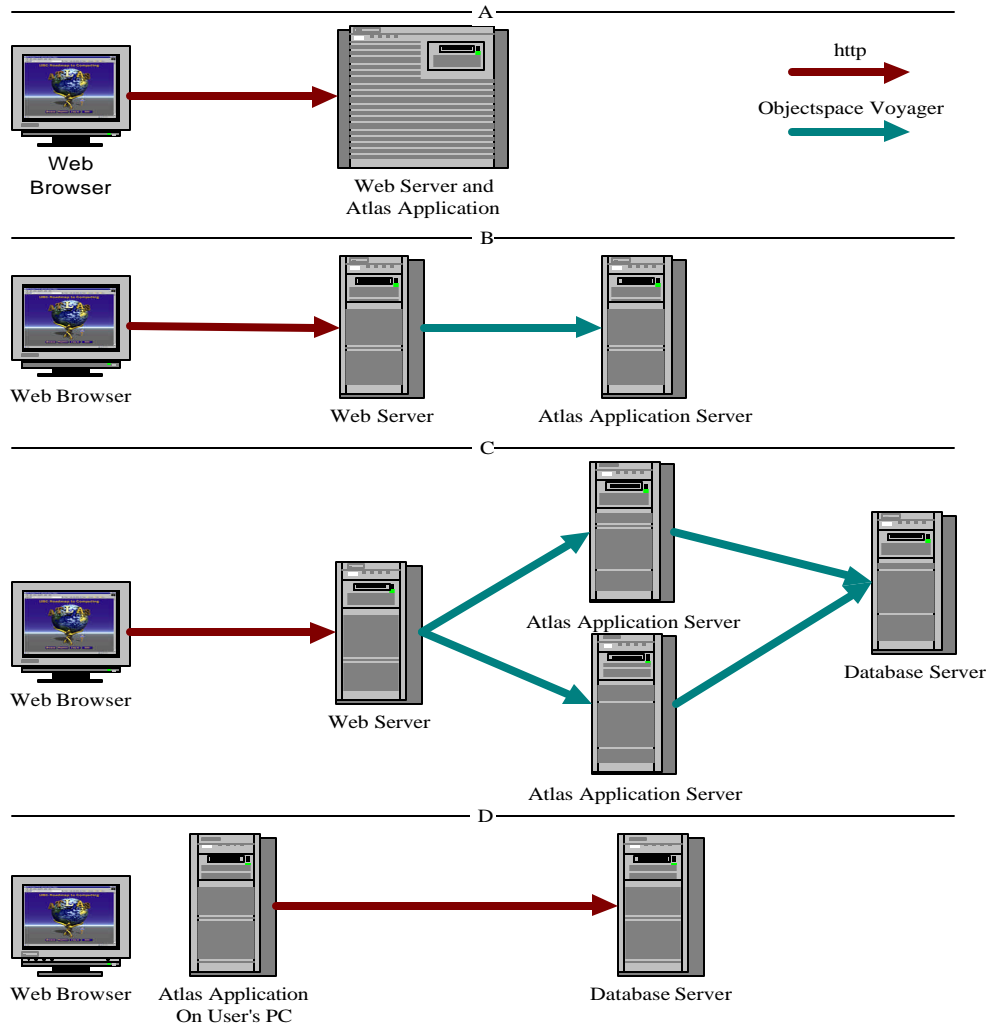 A
http
Objectspace Voyager
Web
Browser
Web Server and
Atlas Application
B
Web Browser
Web Server
Atlas Application Server
C
Atlas Application Server
Web Browser
Web Server
Database Server
Atlas Application Server
D
Web Browser
Atlas Application
On User's PC
Database Server